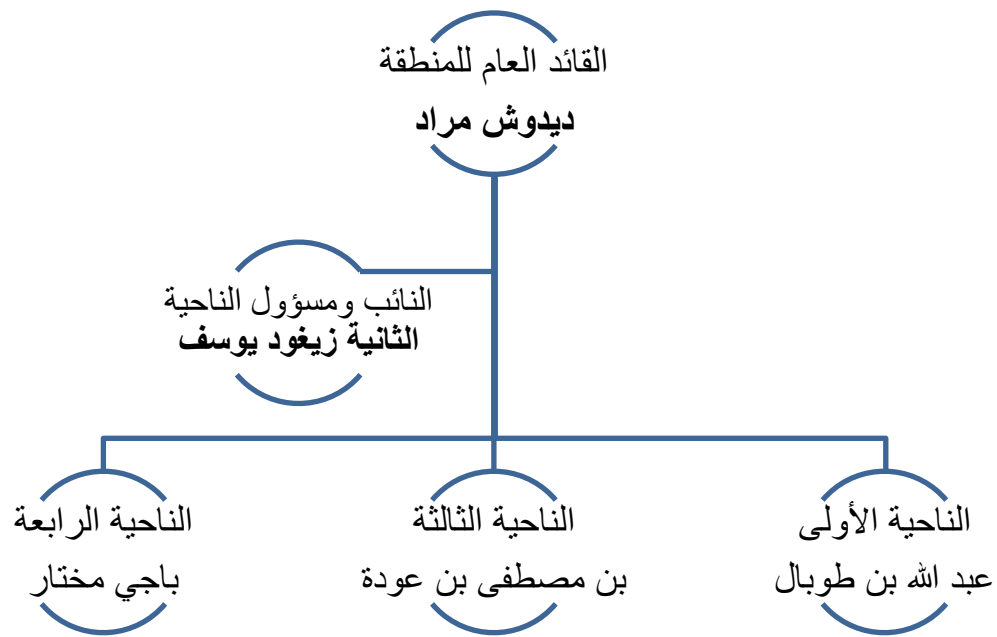 القائد العام للمنطقة
ديدوش مراد
النائب ومسؤول الناحية
الثانية زيغود يوسف
الناحية الأولى
عبد الله بن طوبال
الناحية الثالثة
بن مصطفى بن عودة
الناحية الرابعة
باجي مختار